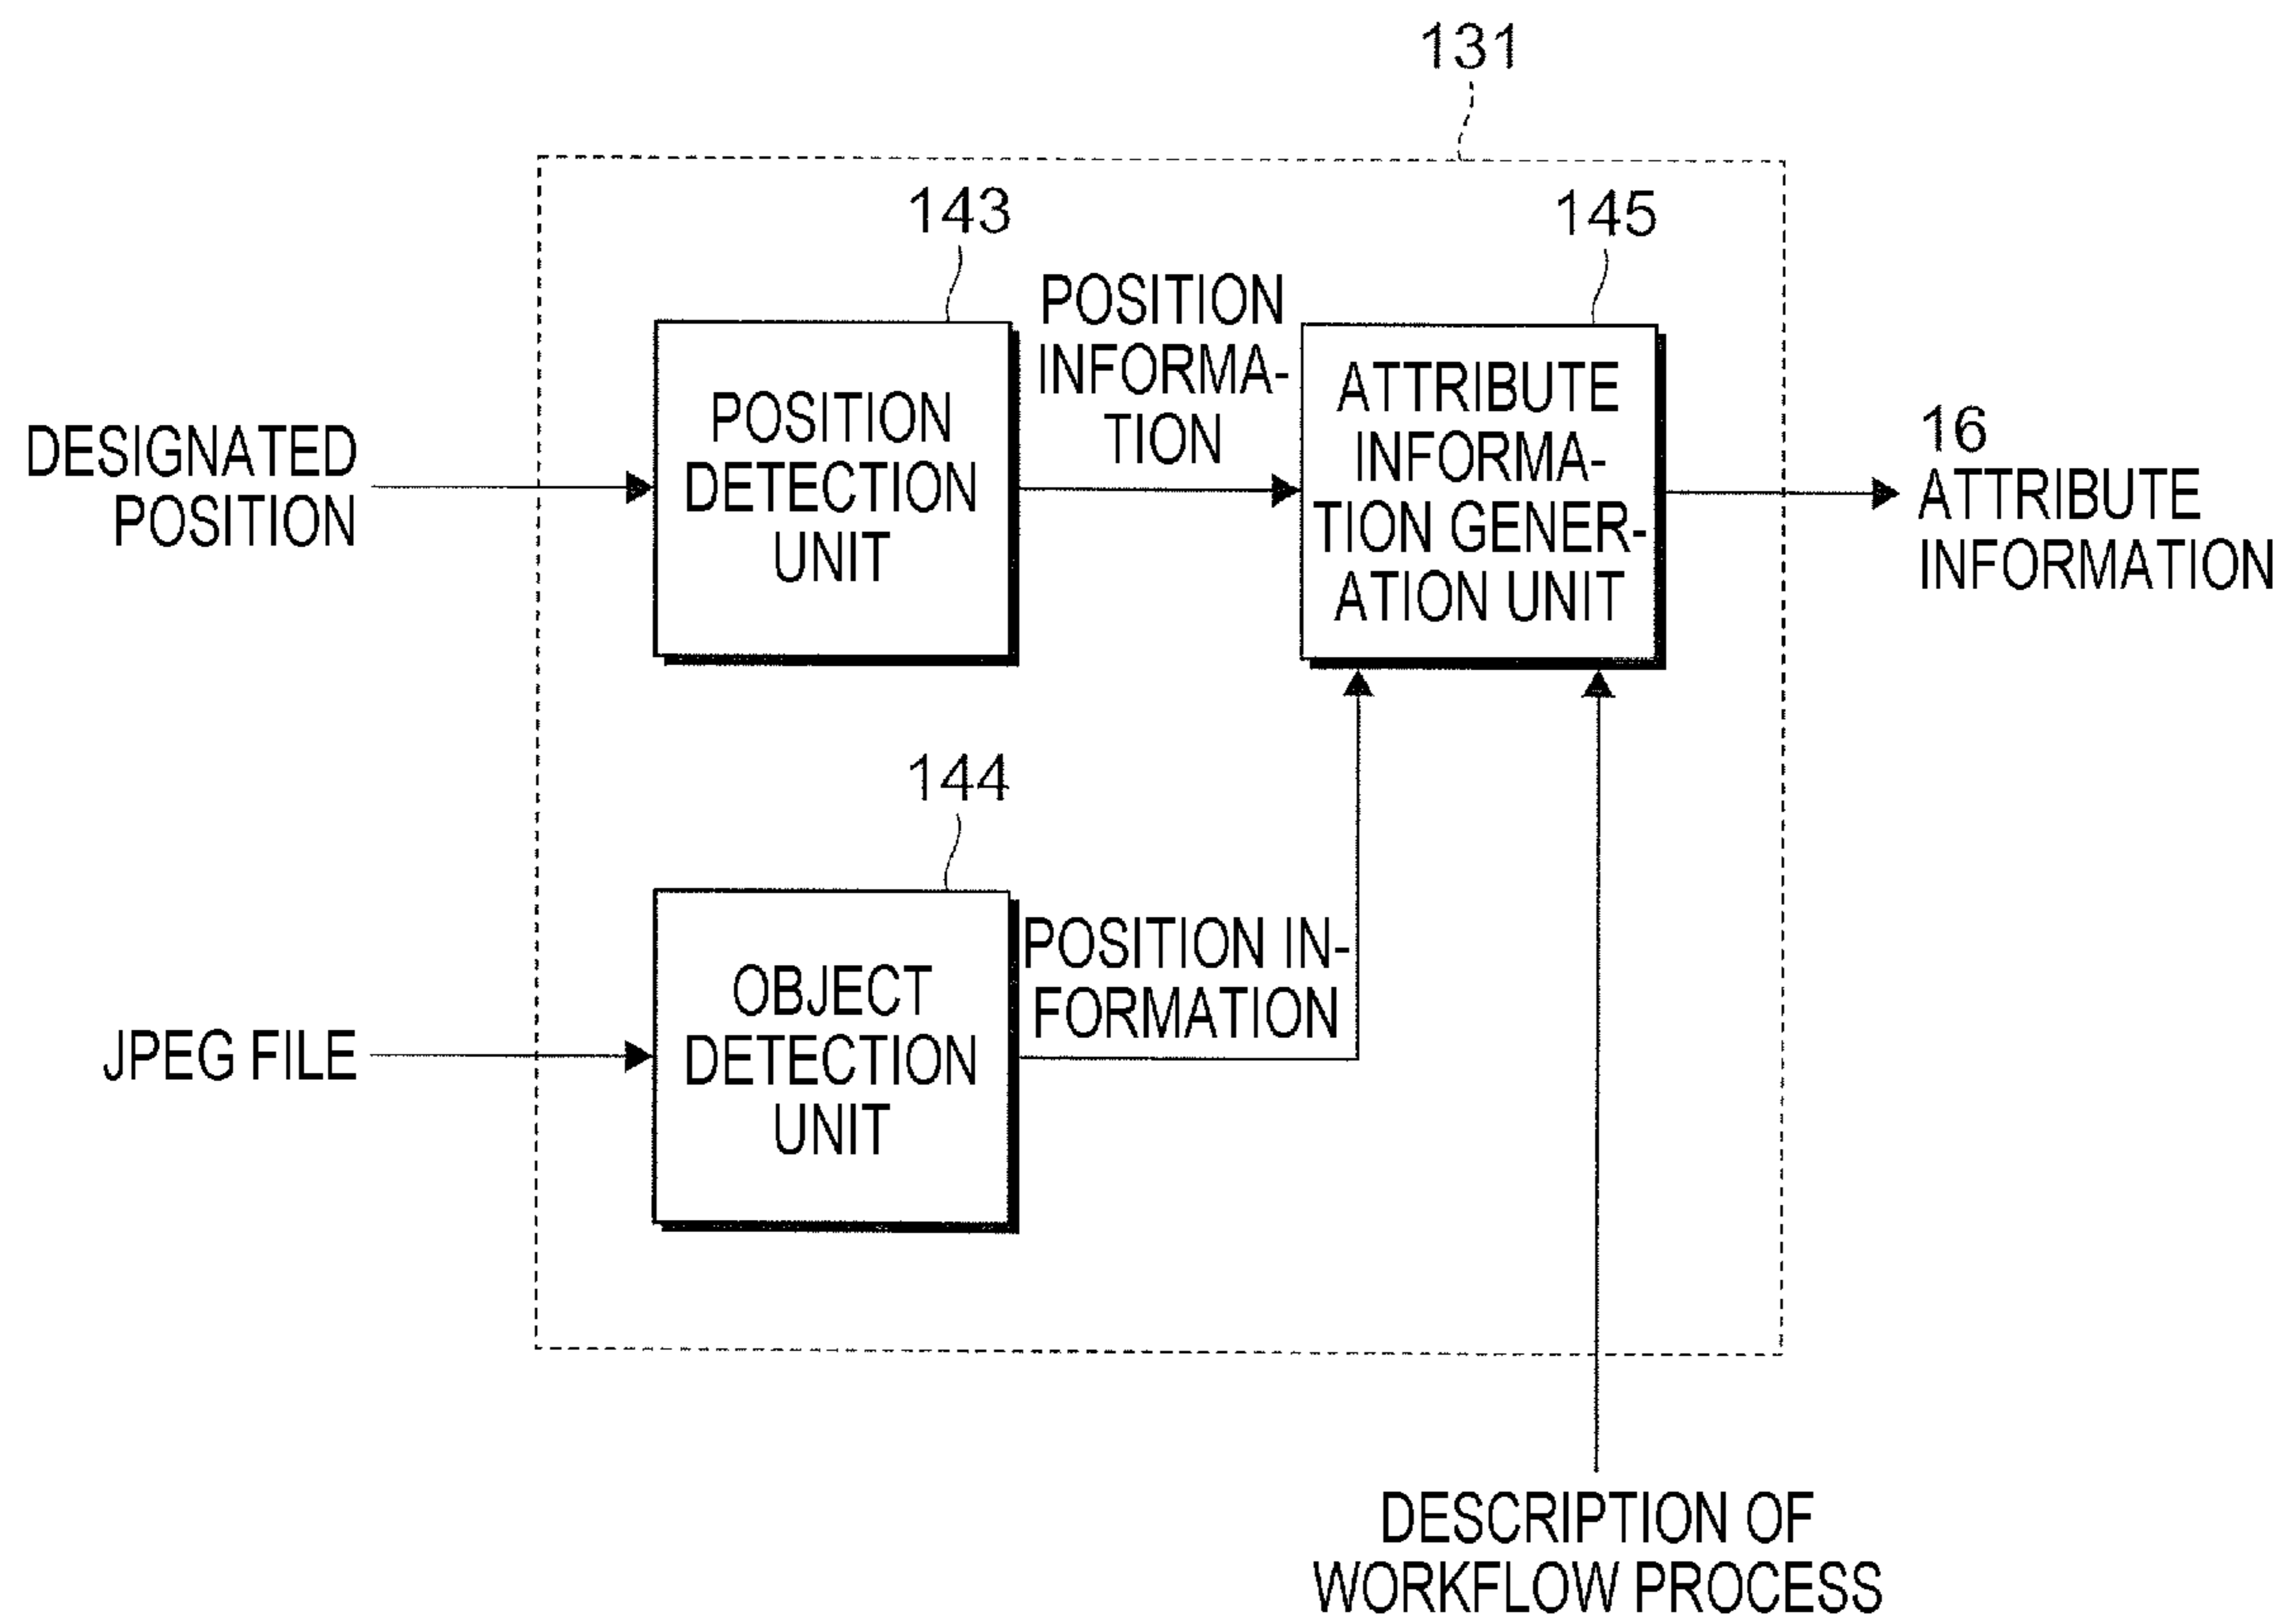 131
143
145
POSITION
INFORMA-
TION
POSITION
DETECTION
UNIT
ATTRIBUTE
INFORMA-
TION GENER-
ATION UNIT
DESIGNATED
POSITION
16
ATTRIBUTE
INFORMATION
144
OBJECT
DETECTION
UNIT
POSITION IN-
FORMATION
JPEG FILE
DESCRIPTION OF
WORKFLOW PROCESS